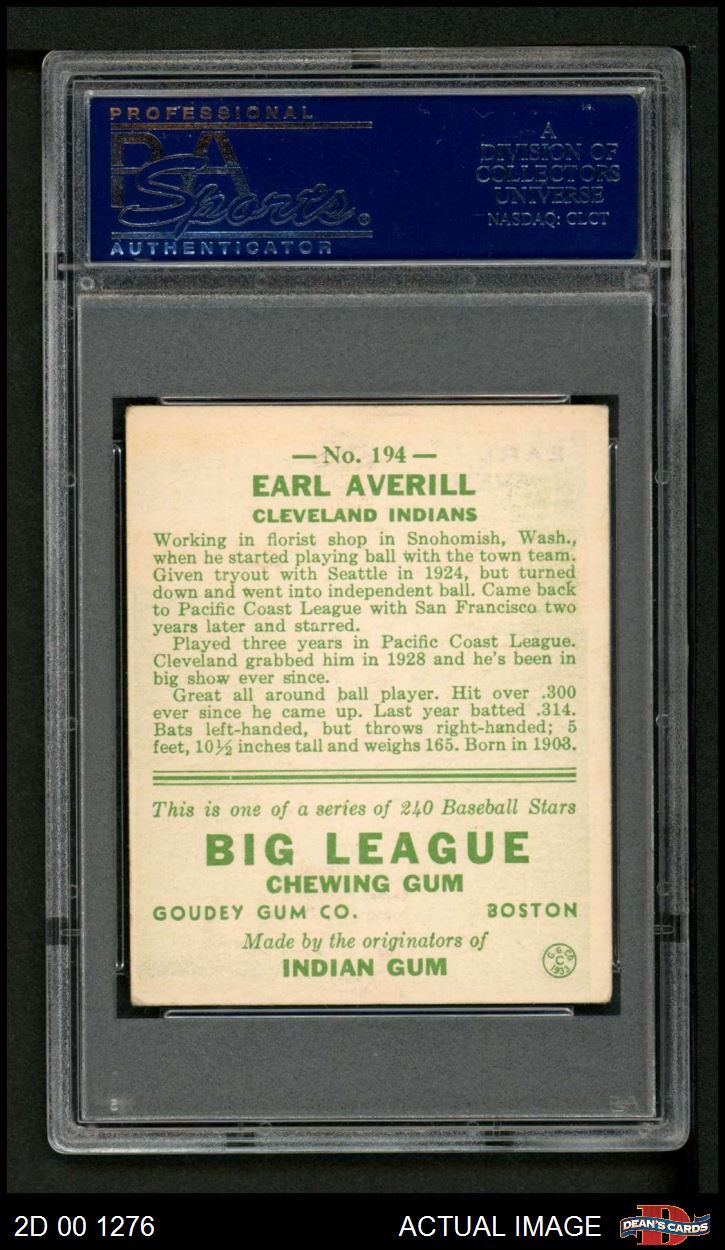 PROFESSIONAL
PSA
Sports
AUTHENTICATOR
A
DIVISION OF
COLLECTORS
UNIVERSE
NASDAQ: CLCT
— No. 194 —
EARL AVERILL
CLEVELAND INDIANS
Working in florist shop in Snohomish, Wash.,
when he started playing ball with the town team.
Given tryout with Seattle in 1924, but turned
down and went into independent ball. Came back
to Pacific Coast League with San Francisco two
years later and starred.
Played three years in Pacific Coast League.
Cleveland grabbed him in 1928 and he's been in
big show ever since.
Great all around ball player. Hit over .300
ever since he came up. Last year batted .314.
Bats left-handed, but throws right-handed; 5
feet, 10½ inches tall and weighs 165. Born in 1903.
This is one of a series of 240 Baseball Stars
BIG LEAGUE
CHEWING GUM
GOUDEY GUM CO. BOSTON
Made by the originators of
INDIAN GUM
G. G. CO.
C
1933
PSA
2D 00 1276 ACTUAL IMAGE
D
DEAN'S CARDS